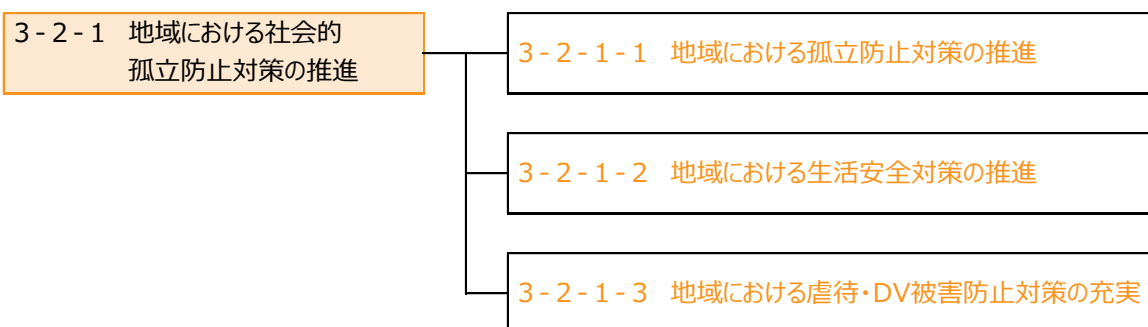 3-2-1 地域における社会的
孤立防止対策の推進
3-2-1-1 地域における孤立防止対策の推進
3-2-1-2 地域における生活安全対策の推進
3-2-1-3 地域における虐待・DV被害防止対策の充実